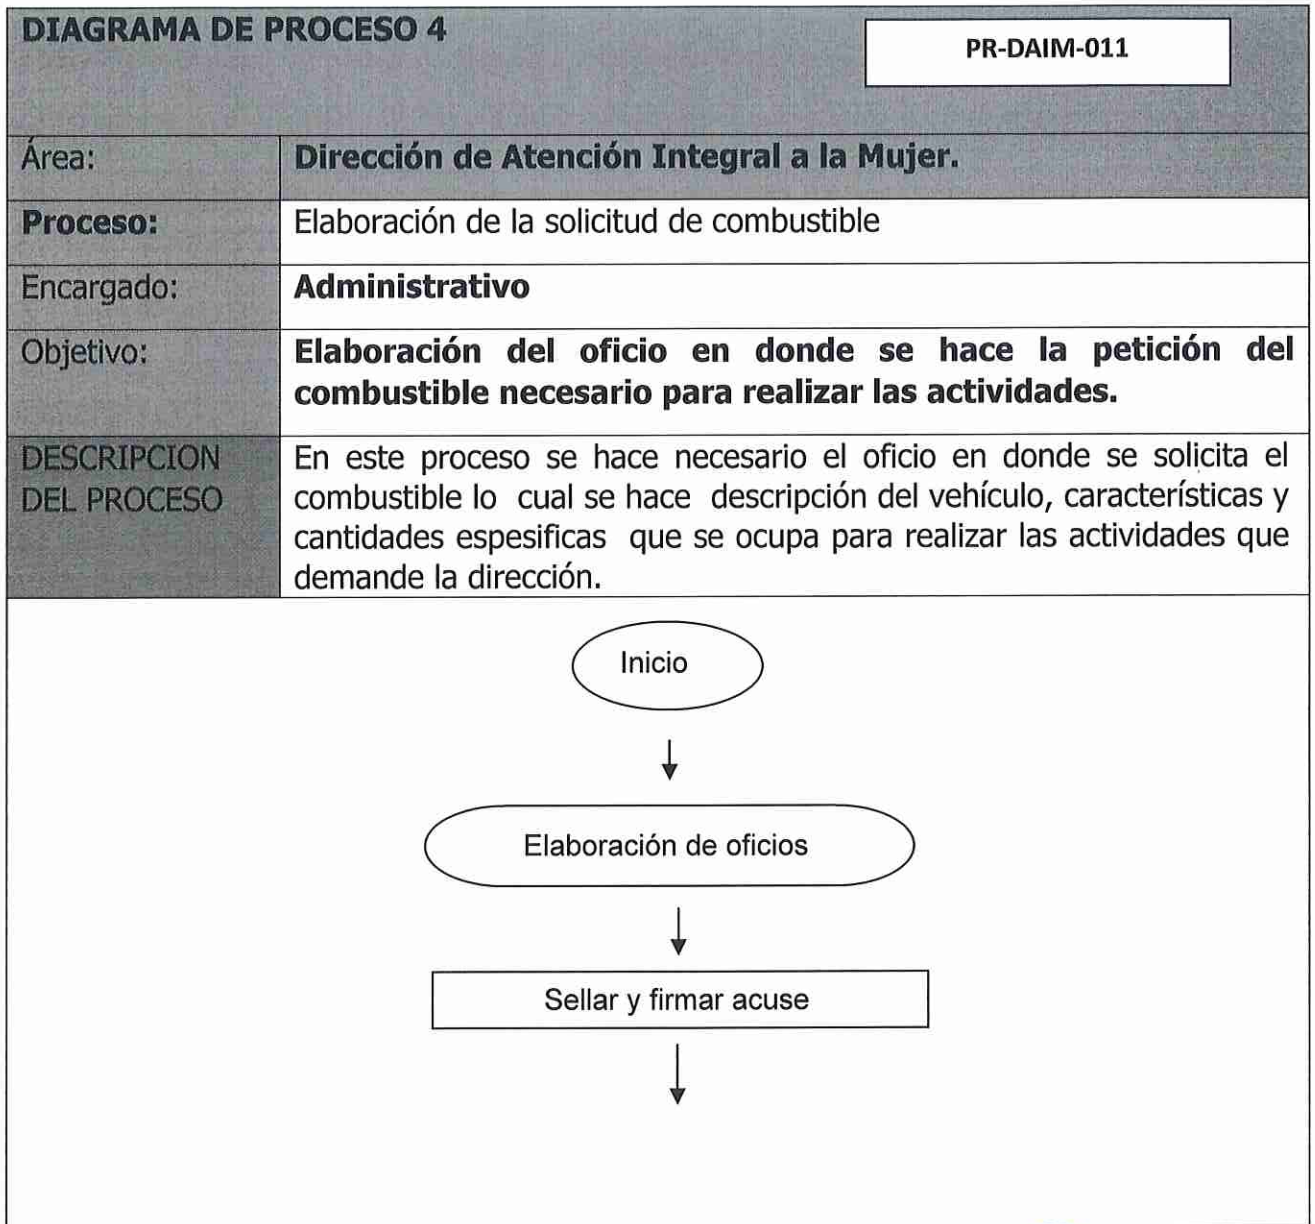 DIAGRAMA DE PROCESO 4
PR-DAIM-011
Área:
Dirección de Atención Integral a la Mujer.
Proceso:
Elaboración de la solicitud de combustible
Encargado:
Administrativo
Objetivo:
Elaboración del oficio en donde se hace la petición del
combustible necesario para realizar las actividades.
DESCRIPCION
DEL PROCESO
En este proceso se hace necesario el oficio en donde se solicita el
combustible lo cual se hace descripción del vehículo, características y
cantidades espesificas que se ocupa para realizar las actividades que
demande la dirección.
Inicio
Elaboración de oficios
Sellar y firmar acuse